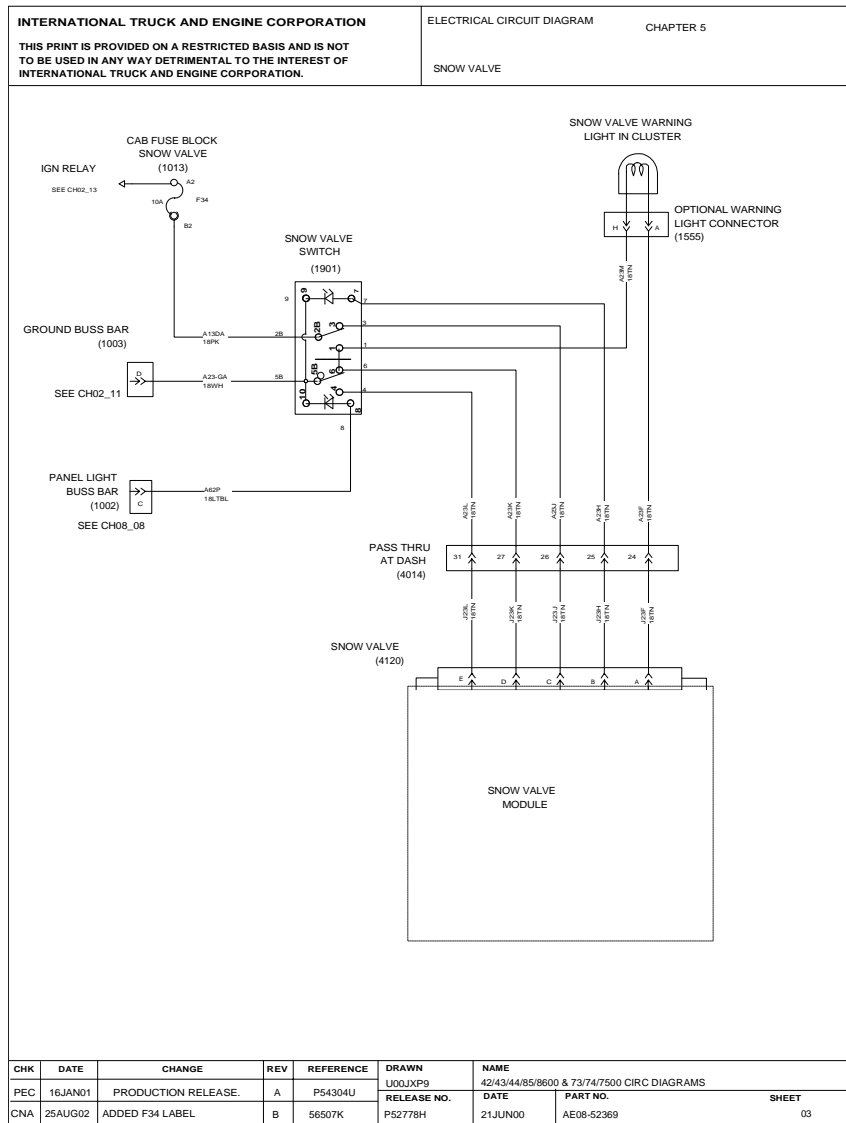 INTERNATIONAL TRUCK AND ENGINE CORPORATION
THIS PRINT IS PROVIDED ON A RESTRICTED BASIS AND IS NOT
TO BE USED IN ANY WAY DETRIMENTAL TO THE INTEREST OF
INTERNATIONAL TRUCK AND ENGINE CORPORATION.
ELECTRICAL CIRCUIT DIAGRAM
CHAPTER 5
SNOW VALVE
SNOW VALVE WARNING
LIGHT IN CLUSTER
CAB FUSE BLOCK
SNOW VALVE
(1013)
IGN RELAY
SEE CH02_13
A2
10A
F34
B2
OPTIONAL WARNING
LIGHT CONNECTOR
(1555)
H
A
A23M
18TN
SNOW VALVE
SWITCH
(1901)
9
9
7
7
2B
2B
3
3
1
1
5B
5B
6
6
4
4
10
8
8
A13DA
18PK
GROUND BUSS BAR
(1003)
D
A23-GA
18WH
SEE CH02_11
PANEL LIGHT
BUSS BAR
(1002)
C
A62P
18LTBL
SEE CH08_08
A23L
18TN
A23K
18TN
A23J
18TN
A23H
18TN
A23F
18TN
PASS THRU
AT DASH
(4014)
31
27
26
25
24
J23L
18TN
J23K
18TN
J23J
18TN
J23H
18TN
J23F
18TN
SNOW VALVE
(4120)
E
D
C
B
A
SNOW VALVE
MODULE
CHK DATE CHANGE REV REFERENCE DRAWN NAME
U00JXP9 42/43/44/85/8600 & 73/74/7500 CIRC DIAGRAMS
PEC 16JAN01 PRODUCTION RELEASE. A P54304U RELEASE NO. DATE PART NO. SHEET
CNA 25AUG02 ADDED F34 LABEL B 56507K P52778H 21JUN00 AE08-52369 03